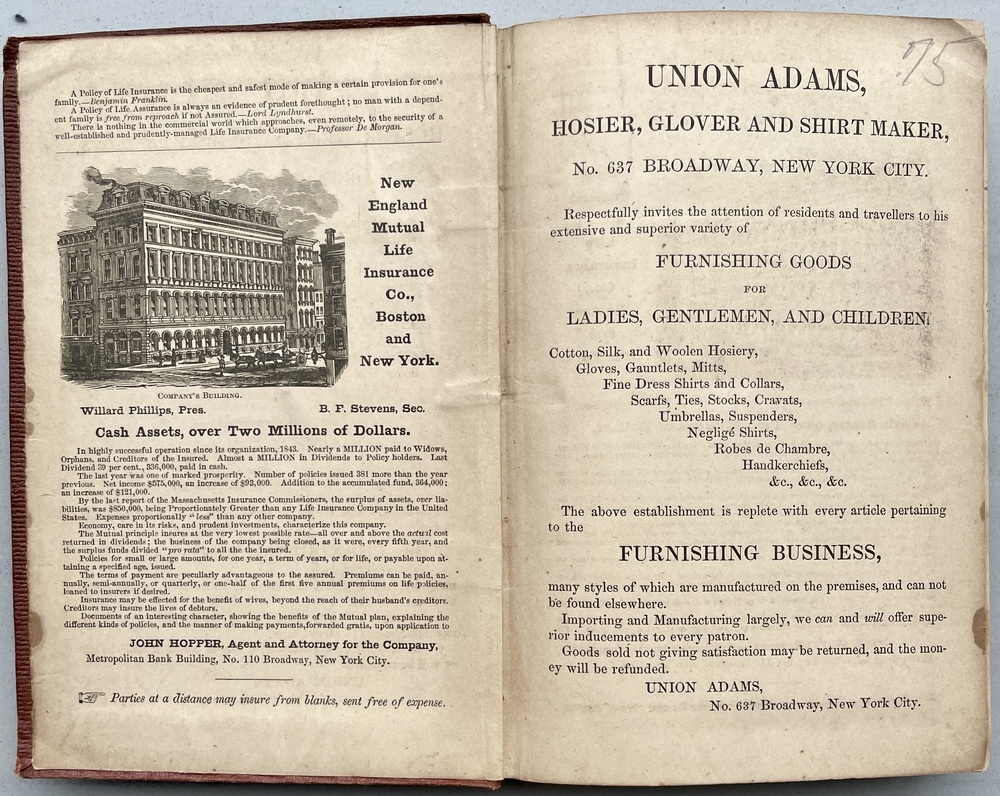 A Policy of Life Insurance is the cheapest and safest mode of making a certain provision for one's
family.—Benjamin Franklin.
A Policy of Life Assurance is always an evidence of prudent forethought; no man with a depend-
ent family is free from reproach if not Assured.—Lord Lyndhurst.
There is nothing in the commercial world which approaches, even remotely, to the security of a
well-established and prudently-managed Life Insurance Company.—Professor De Morgan.
New
England
Mutual
Life
Insurance
Co.,
Boston
and
New York.
Company's Building.
Willard Phillips, Pres. B. F. Stevens, Sec.
Cash Assets, over Two Millions of Dollars.
In highly successful operation since its organization, 1843. Nearly a MILLION paid to Widows,
Orphans, and Creditors of the Insured. Almost a MILLION in Dividends to Policy holders. Last
Dividend 39 per cent., 336,000, paid in cash.
The last year was one of marked prosperity. Number of policies issued 381 more than the year
previous. Net income $575,000, an increase of $93,000. Addition to the accumulated fund, 364,000;
an increase of $121,000.
By the last report of the Massachusetts Insurance Commissioners, the surplus of assets, over lia-
bilities, was $850,000, being Proportionately Greater than any Life Insurance Company in the United
States. Expenses proportionally "less" than any other company.
Economy, care in its risks, and prudent investments, characterize this company.
The Mutual principle insures at the very lowest possible rate—all over and above the actual cost
returned in dividends; the business of the company being closed, as it were, every fifth year, and
the surplus funds divided "pro rata" to all the the insured.
Policies for small or large amounts, for one year, a term of years, or for life, or payable upon at-
taining a specified age, issued.
The terms of payment are peculiarly advantageous to the assured. Premiums can be paid, an-
nually, semi-annually, or quarterly, or one-half of the first five annual premiums on life policies,
loaned to insurers if desired.
Insurance may be effected for the benefit of wives, beyond the reach of their husband's creditors.
Creditors may insure the lives of debtors.
Documents of an interesting character, showing the benefits of the Mutual plan, explaining the
different kinds of policies, and the manner of making payments, forwarded gratis, upon application to
JOHN HOPPER, Agent and Attorney for the Company,
Metropolitan Bank Building, No. 110 Broadway, New York City.
☞ Parties at a distance may insure from blanks, sent free of expense.
75
UNION ADAMS,
HOSIER, GLOVER AND SHIRT MAKER,
No. 637 BROADWAY, NEW YORK CITY.
Respectfully invites the attention of residents and travellers to his
extensive and superior variety of
FURNISHING GOODS
FOR
LADIES, GENTLEMEN, AND CHILDREN.
Cotton, Silk, and Woolen Hosiery,
Gloves, Gauntlets, Mitts,
Fine Dress Shirts and Collars,
Scarfs, Ties, Stocks, Cravats,
Umbrellas, Suspenders,
Negligé Shirts,
Robes de Chambre,
Handkerchiefs,
&c., &c., &c.
The above establishment is replete with every article pertaining
to the
FURNISHING BUSINESS,
many styles of which are manufactured on the premises, and can not
be found elsewhere.
Importing and Manufacturing largely, we can and will offer supe-
rior inducements to every patron.
Goods sold not giving satisfaction may be returned, and the mon-
ey will be refunded.
UNION ADAMS,
No. 637 Broadway, New York City.